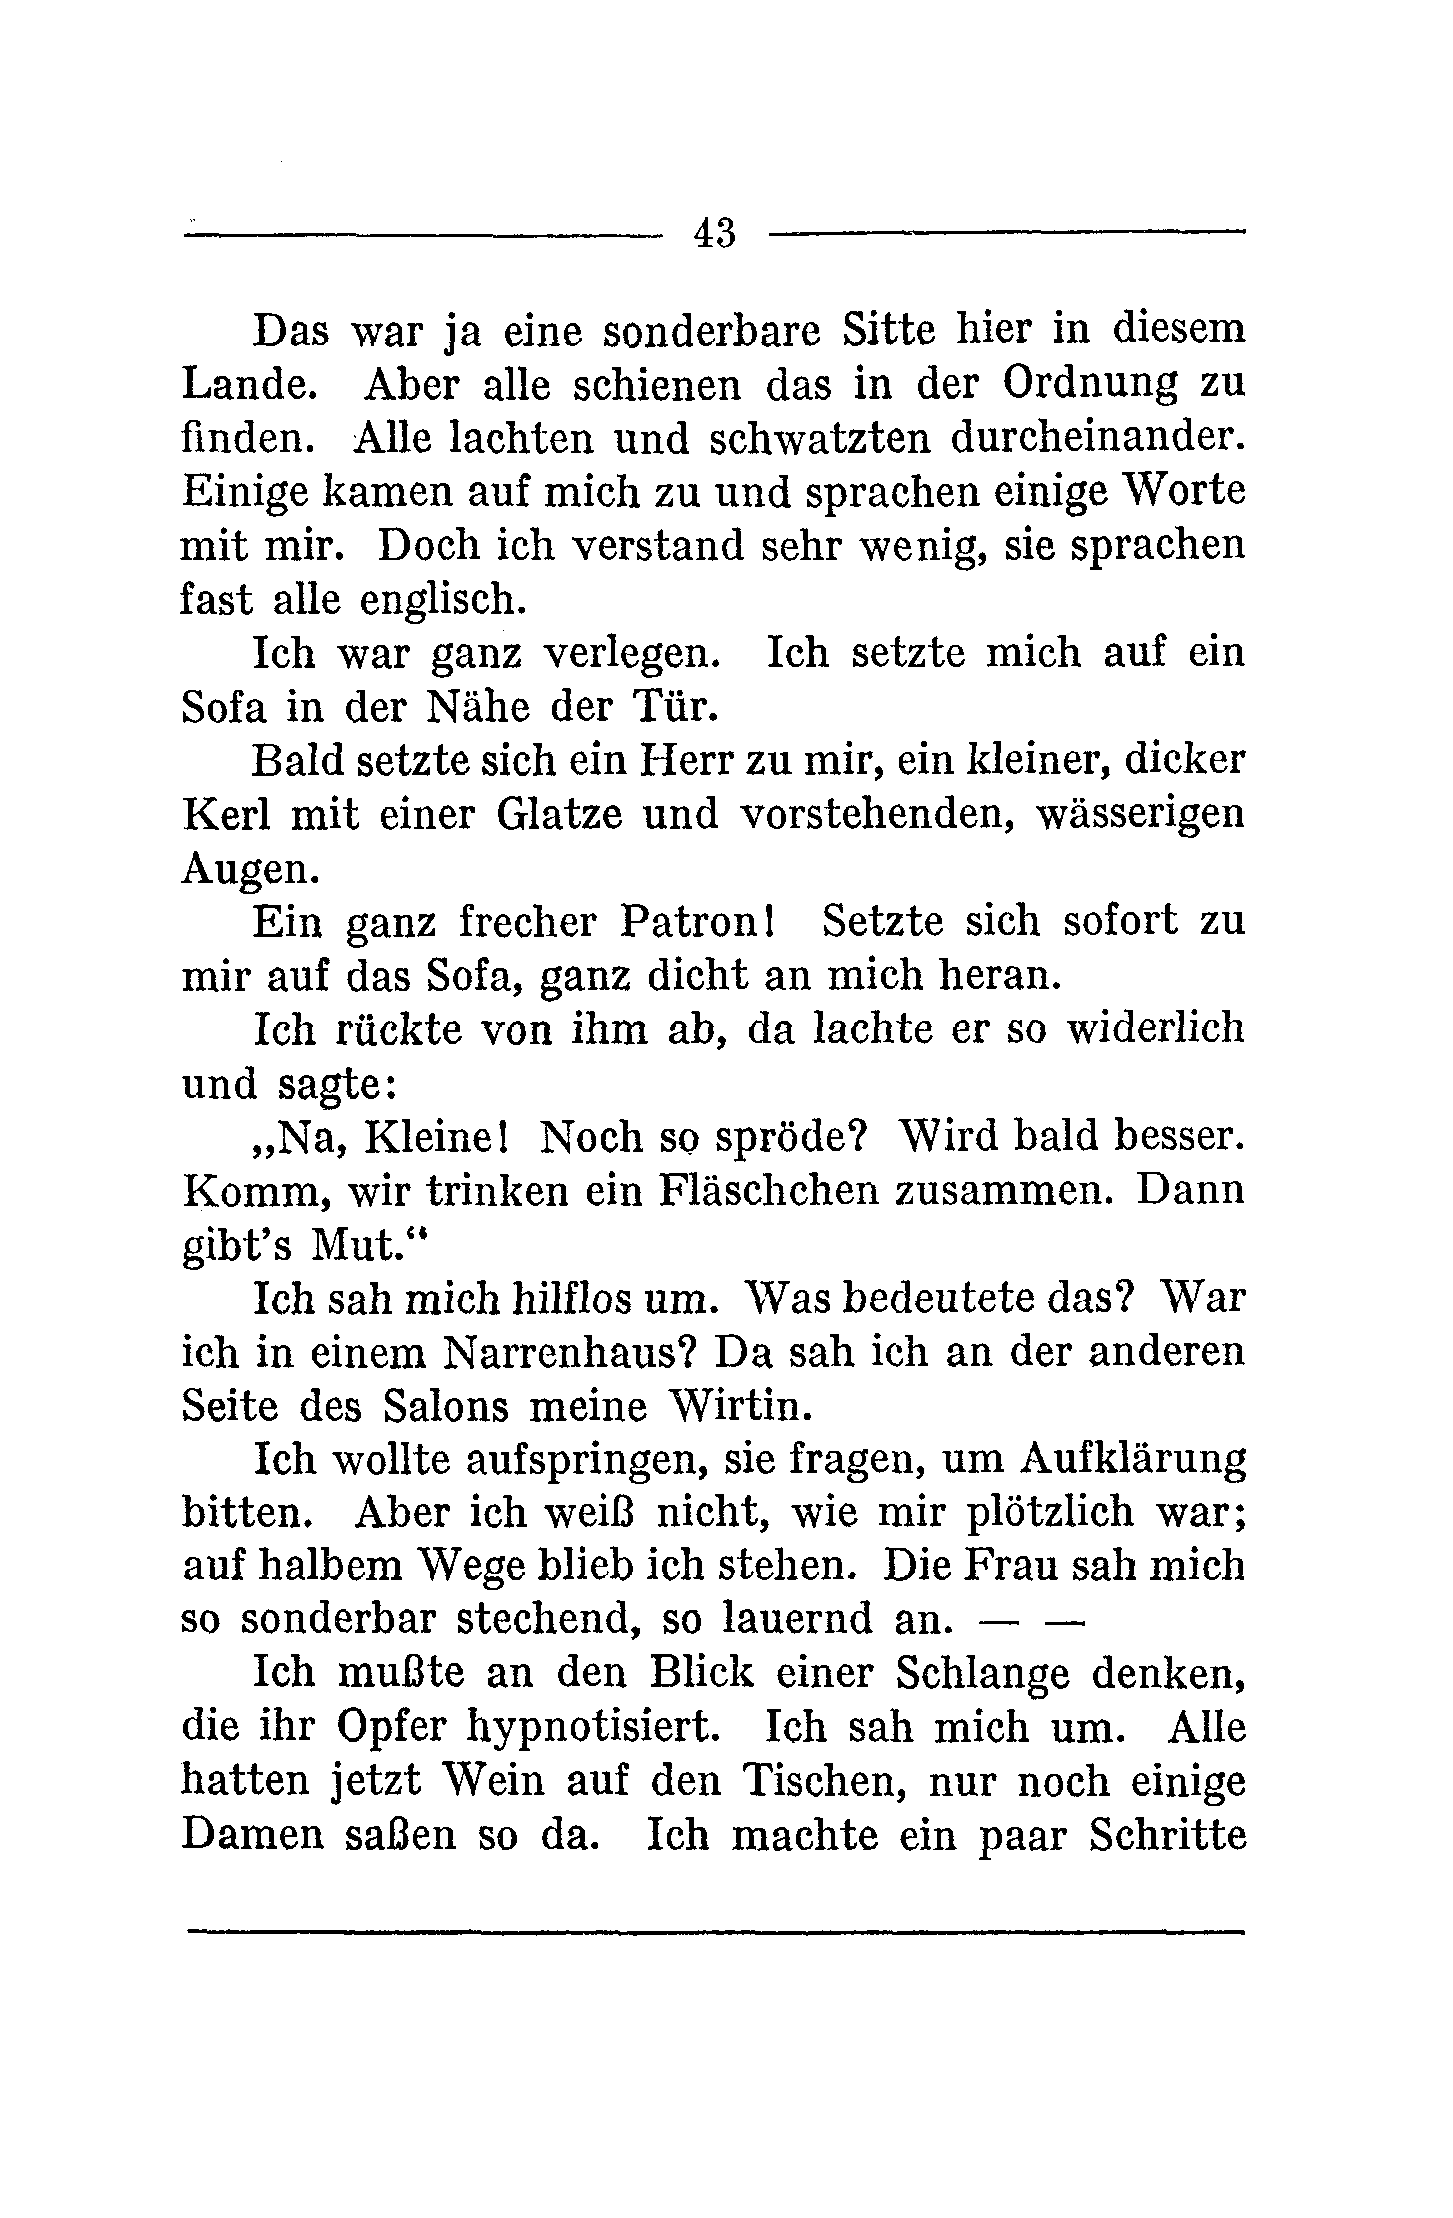 43
Das war ja eine sonderbare Sitte hier in diesem
Lande. Aber alle schienen das in der Ordnung zu
finden. Alle lachten und schwatzten durcheinander.
Einige kamen auf mich zu und sprachen einige Worte
mit mir. Doch ich verstand sehr wenig, sie sprachen
fast alle englisch.
Ich war ganz verlegen. Ich setzte mich auf ein
Sofa in der Nähe der Tür.
Bald setzte sich ein Herr zu mir, ein kleiner, dicker
Kerl mit einer Glatze und vorstehenden, wässerigen
Augen.
Ein ganz frecher Patron! Setzte sich sofort zu
mir auf das Sofa, ganz dicht an mich heran.
Ich rückte von ihm ab, da lachte er so widerlich
und sagte:
„Na, Kleine! Noch so spröde? Wird bald besser.
Komm, wir trinken ein Fläschchen zusammen. Dann
gibt's Mut.“
Ich sah mich hilflos um. Was bedeutete das? War
ich in einem Narrenhaus? Da sah ich an der anderen
Seite des Salons meine Wirtin.
Ich wollte aufspringen, sie fragen, um Aufklärung
bitten. Aber ich weiß nicht, wie mir plötzlich war;
auf halbem Wege blieb ich stehen. Die Frau sah mich
so sonderbar stechend, so lauernd an. — —
Ich mußte an den Blick einer Schlange denken,
die ihr Opfer hypnotisiert. Ich sah mich um. Alle
hatten jetzt Wein auf den Tischen, nur noch einige
Damen saßen so da. Ich machte ein paar Schritte